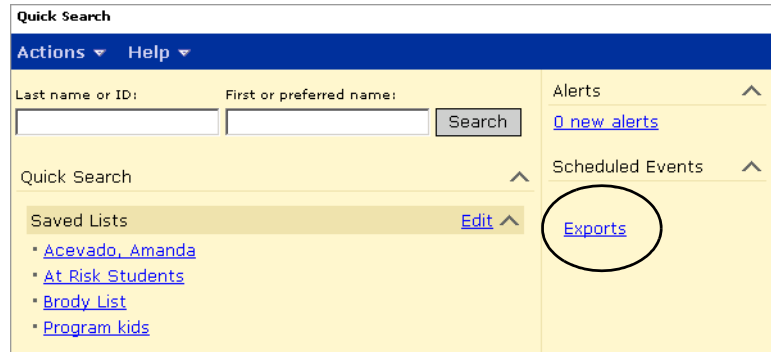 Quick Search
Actions Help
Last name or ID: First or preferred name:
Search
Quick Search
Saved Lists Edit
Acevado, Amanda
At Risk Students
Brody List
Program kids
Alerts
0 new alerts
Scheduled Events
Exports